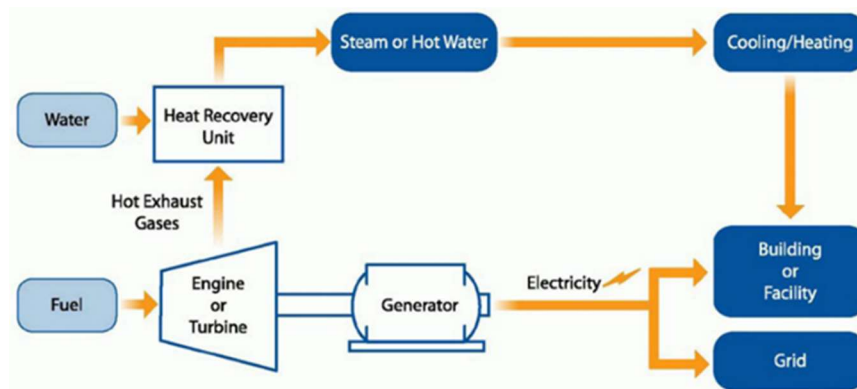 Steam or Hot Water
Cooling/Heating
Water
Heat Recovery
Unit
Hot Exhaust
Gases
Fuel
Engine
or
Turbine
Generator
Electricity
Building
or
Facility
Grid